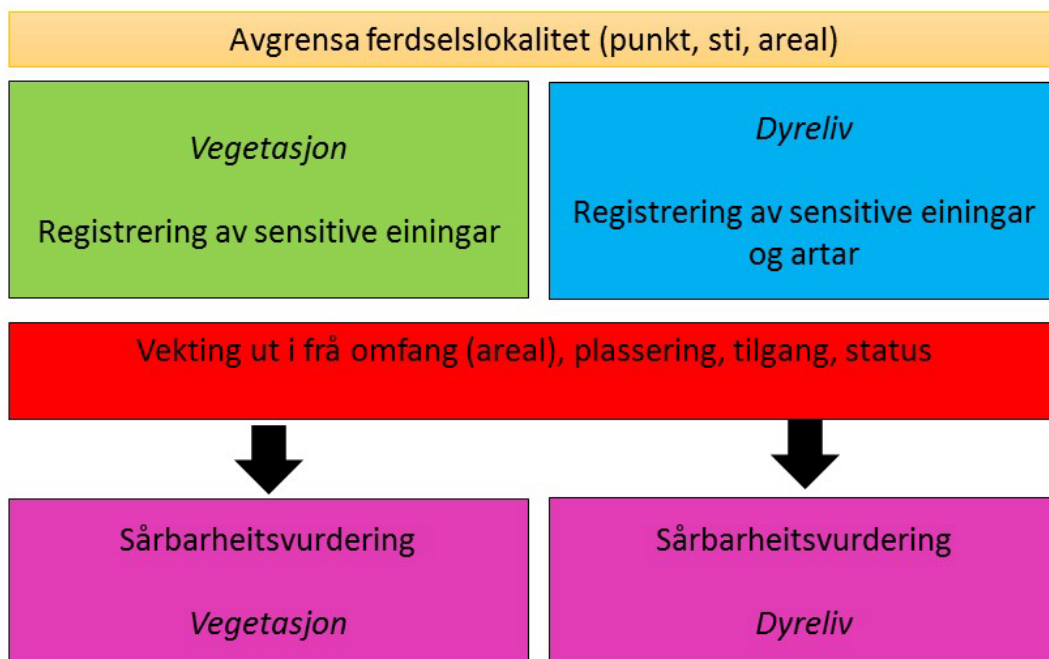 Avgrensa ferdselslokalitet (punkt, sti, areal)
Vegetasjon
Registrering av sensitive einingar
Dyreliv
Registrering av sensitive einingar
og artar
Vekting ut i frå omfang (areal), plassering, tilgang, status
Sårbarheitsvurdering
Vegetasjon
Sårbarheitsvurdering
Dyreliv